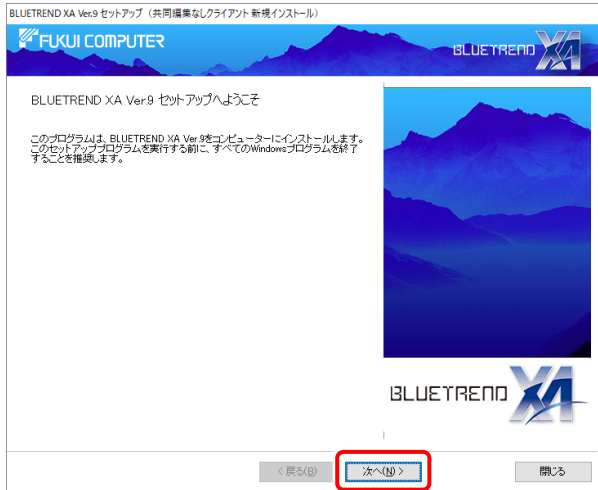 BLUETREND XA Ver.9 セットアップ（共同編集なしクライアント 新規インストール）
FUKUI COMPUTER
BLUETREND XA
BLUETREND XA Ver.9 セットアップへようこそ
このプログラムは、BLUETREND XA Ver.9をコンピューターにインストールします。
このセットアッププログラムを実行する前に、すべてのWindowsプログラムを終了
することを推奨します。
BLUETREND XA
< 戻る(B)
次へ(N) >
閉じる